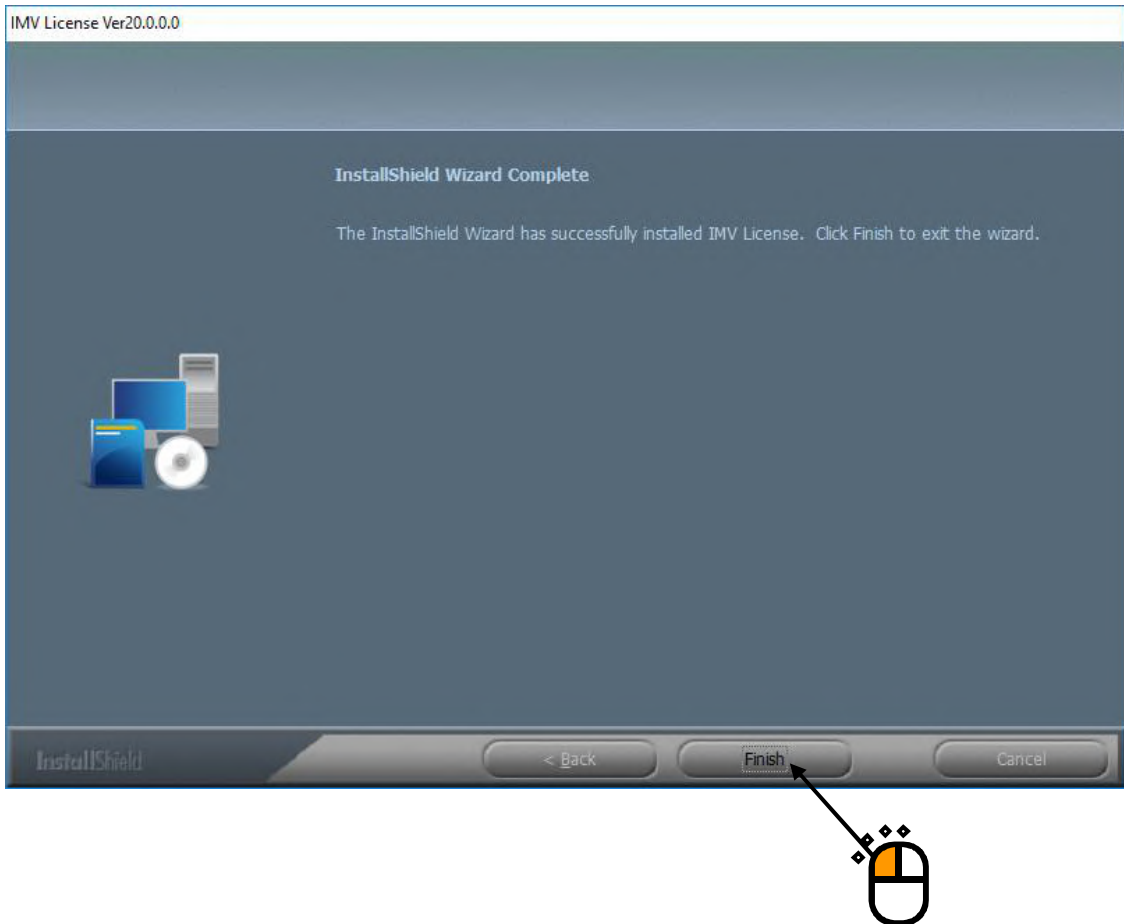 IMV License Ver20.0.0.0
InstallShield Wizard Complete
The InstallShield Wizard has successfully installed IMV License. Click Finish to exit the wizard.
InstallShield
< Back
Finish
Cancel